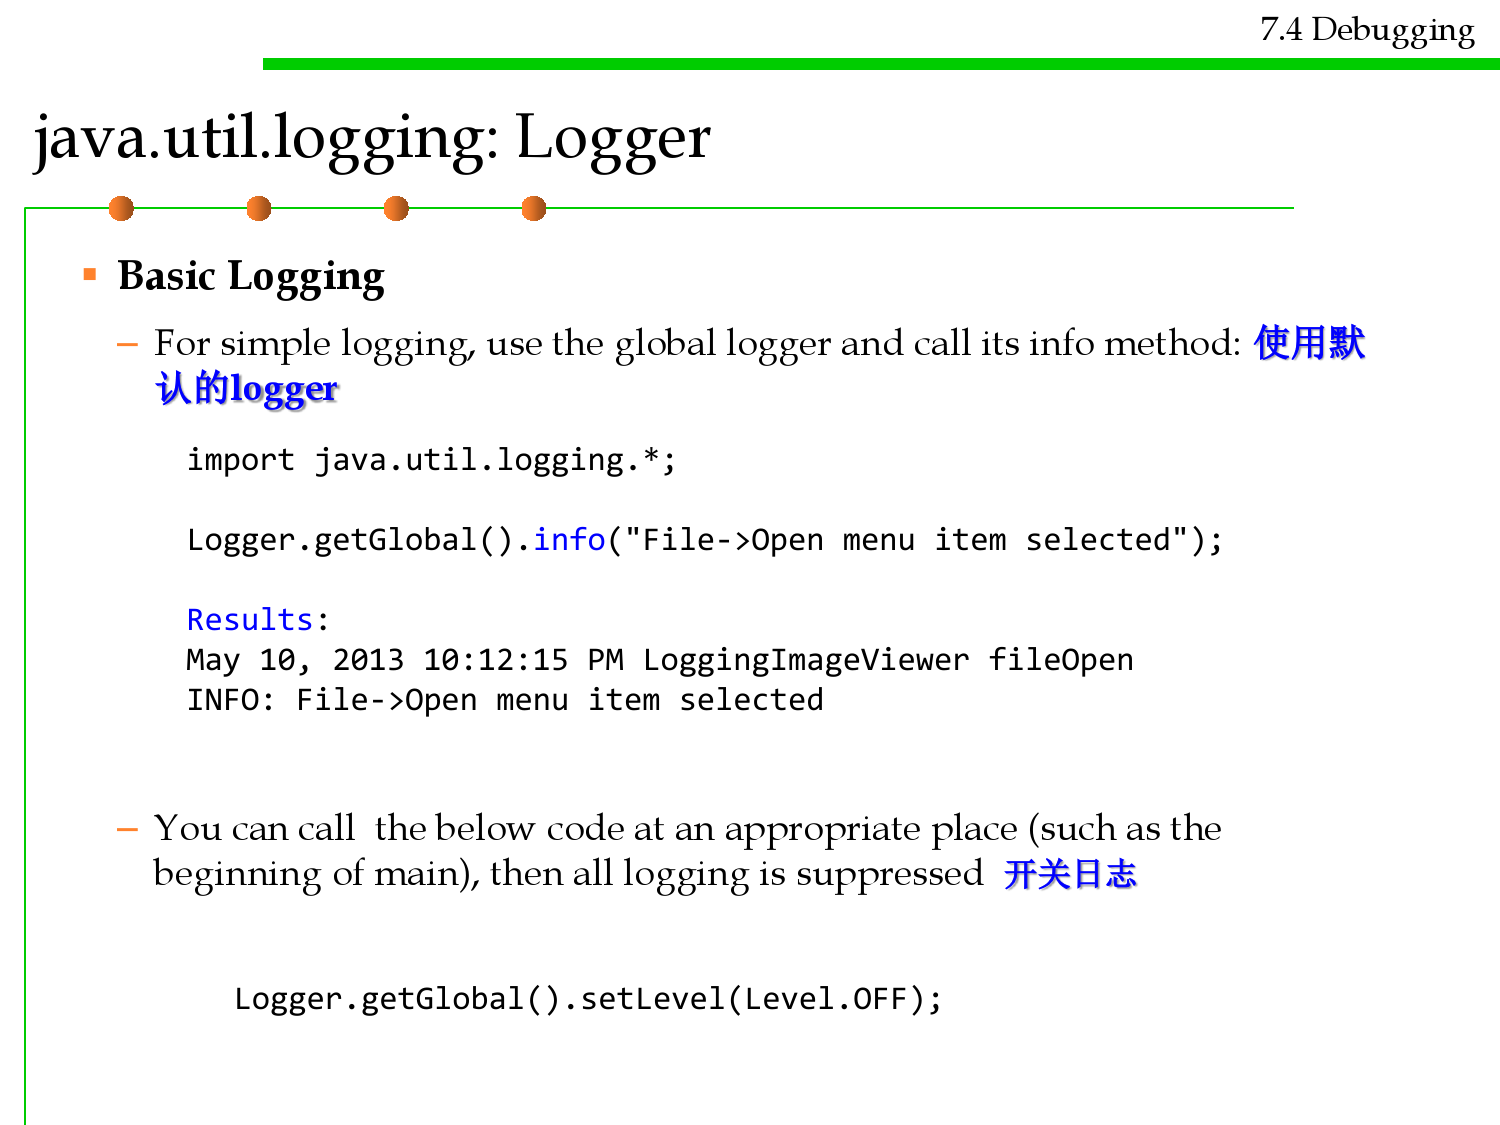 7.4 Debugging
java.util.logging: Logger
▪ Basic Logging
– For simple logging, use the global logger and call its info method: 使用默
认的logger
import java.util.logging.*;
Logger.getGlobal().info("File->Open menu item selected");
Results:
May 10, 2013 10:12:15 PM LoggingImageViewer fileOpen
INFO: File->Open menu item selected
– You can call  the below code at an appropriate place (such as the
beginning of main), then all logging is suppressed  开关日志
Logger.getGlobal().setLevel(Level.OFF);